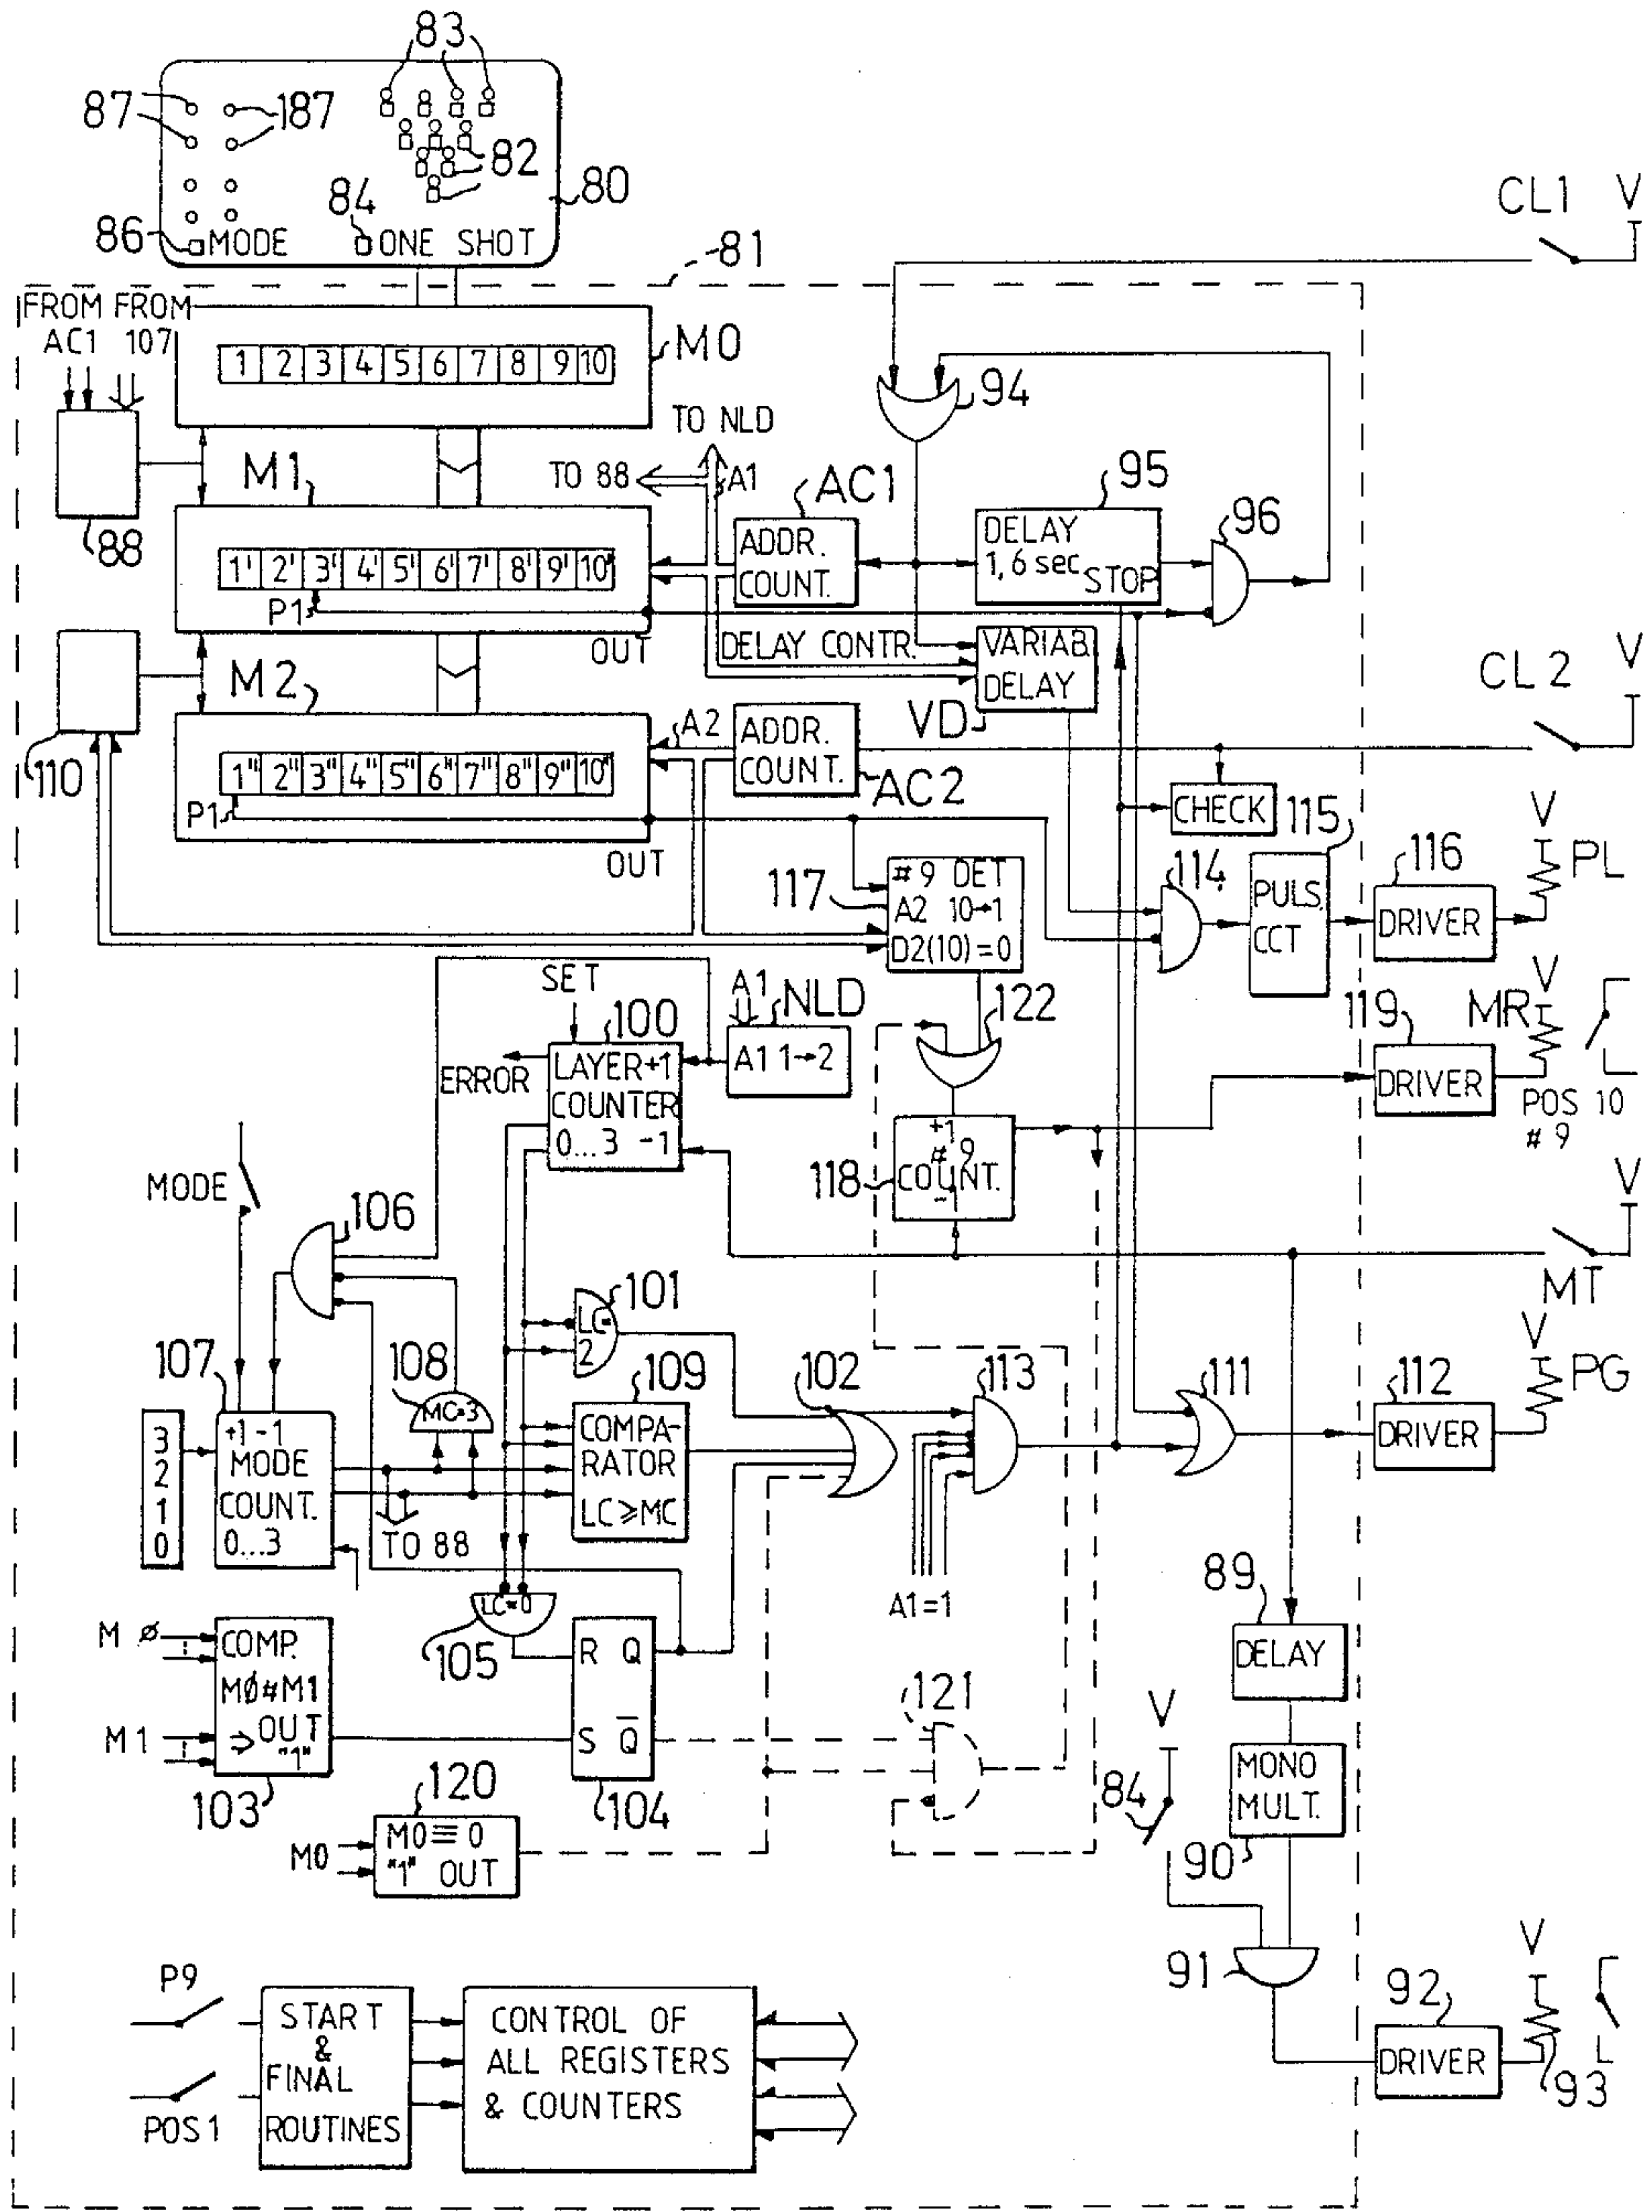 83
87
187
82
84
80
86
MODE
ONE SHOT
81
CL1
V
FROM FROM
AC1 107
M0
1 2 3 4 5 6 7 8 9 10
94
TO NLD
TO 88
A1
M1
AC1
95
96
88
1' 2' 3' 4' 5' 6' 7' 8' 9' 10'
ADDR.
COUNT.
DELAY
1,6 sec
STOP
P1
OUT
DELAY CONTR.
VARIAB.
DELAY
VD
CL2
V
M2
110
A2
ADDR.
COUNT.
AC2
1" 2" 3" 4" 5" 6" 7" 8" 9" 10"
P1
OUT
CHECK
115
V
PL
117
# 9 DET
A2 10→1
D2(10)=0
114
PULS.
CCT
116
DRIVER
SET
100
A1
NLD
122
V
MR
119
ERROR
LAYER+1
COUNTER
0...3 -1
A1 1→2
DRIVER
POS 10
# 9
MODE
106
118
+1
# 9
COUNT.
-1
V
MT
101
LC=
2
107
108
MC=3
109
102
113
111
112
V
PG
3
2
1
0
+1 -1
MODE
COUNT.
0...3
COMPA-
RATOR
LC≥MC
DRIVER
TO 88
A1=1
89
DELAY
LC=0
105
M Ø
M1
COMP.
MØ#M1
⇒ OUT
"1"
103
R Q
S Q̅
104
121
V
84
MONO
MULT.
90
120
M0
M0≡0
"1" OUT
91
92
V
DRIVER
93
P9
POS1
START
&
FINAL
ROUTINES
CONTROL OF
ALL REGISTERS
& COUNTERS